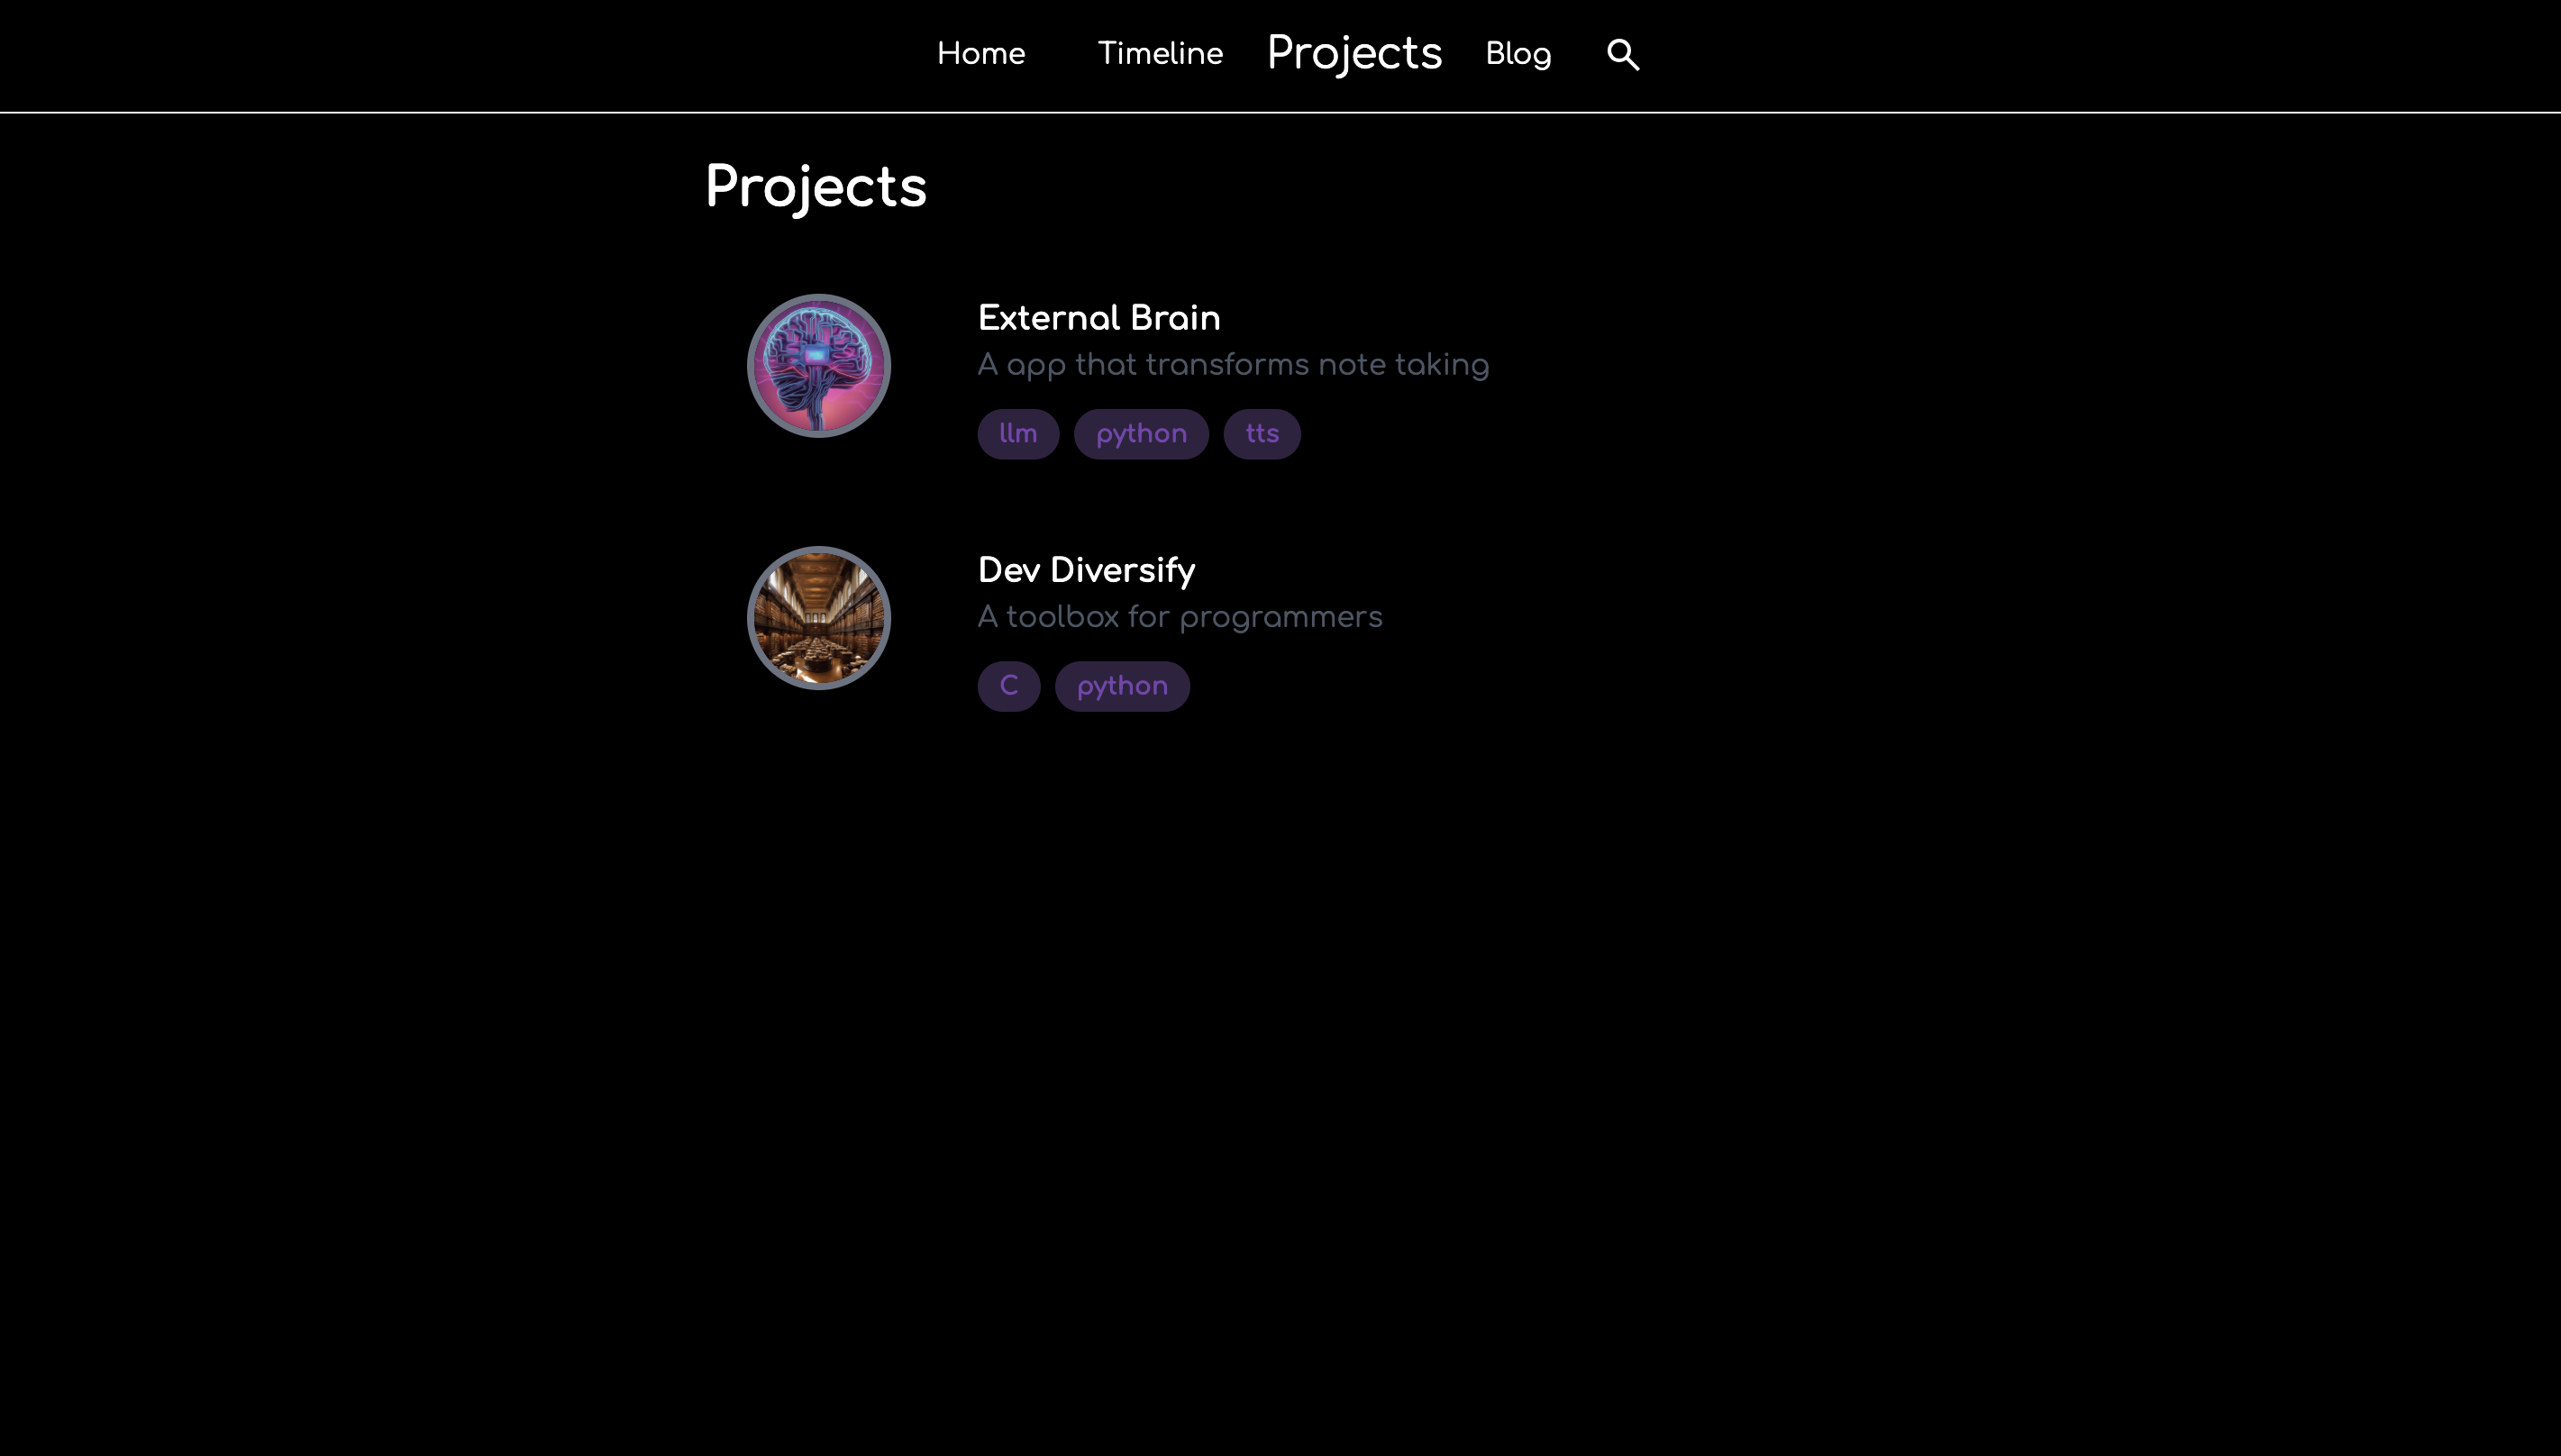 Home Timeline Projects Blog
Projects
External Brain
A app that transforms note taking
llm python tts
Dev Diversify
A toolbox for programmers
C python